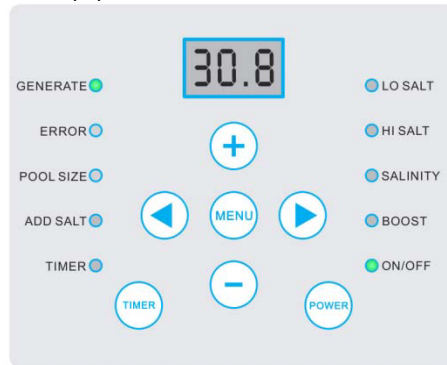 30.8
GENERATE
LO SALT
ERROR
HI SALT
POOL SIZE
SALINITY
MENU
ADD SALT
BOOST
TIMER
ON/OFF
TIMER
POWER